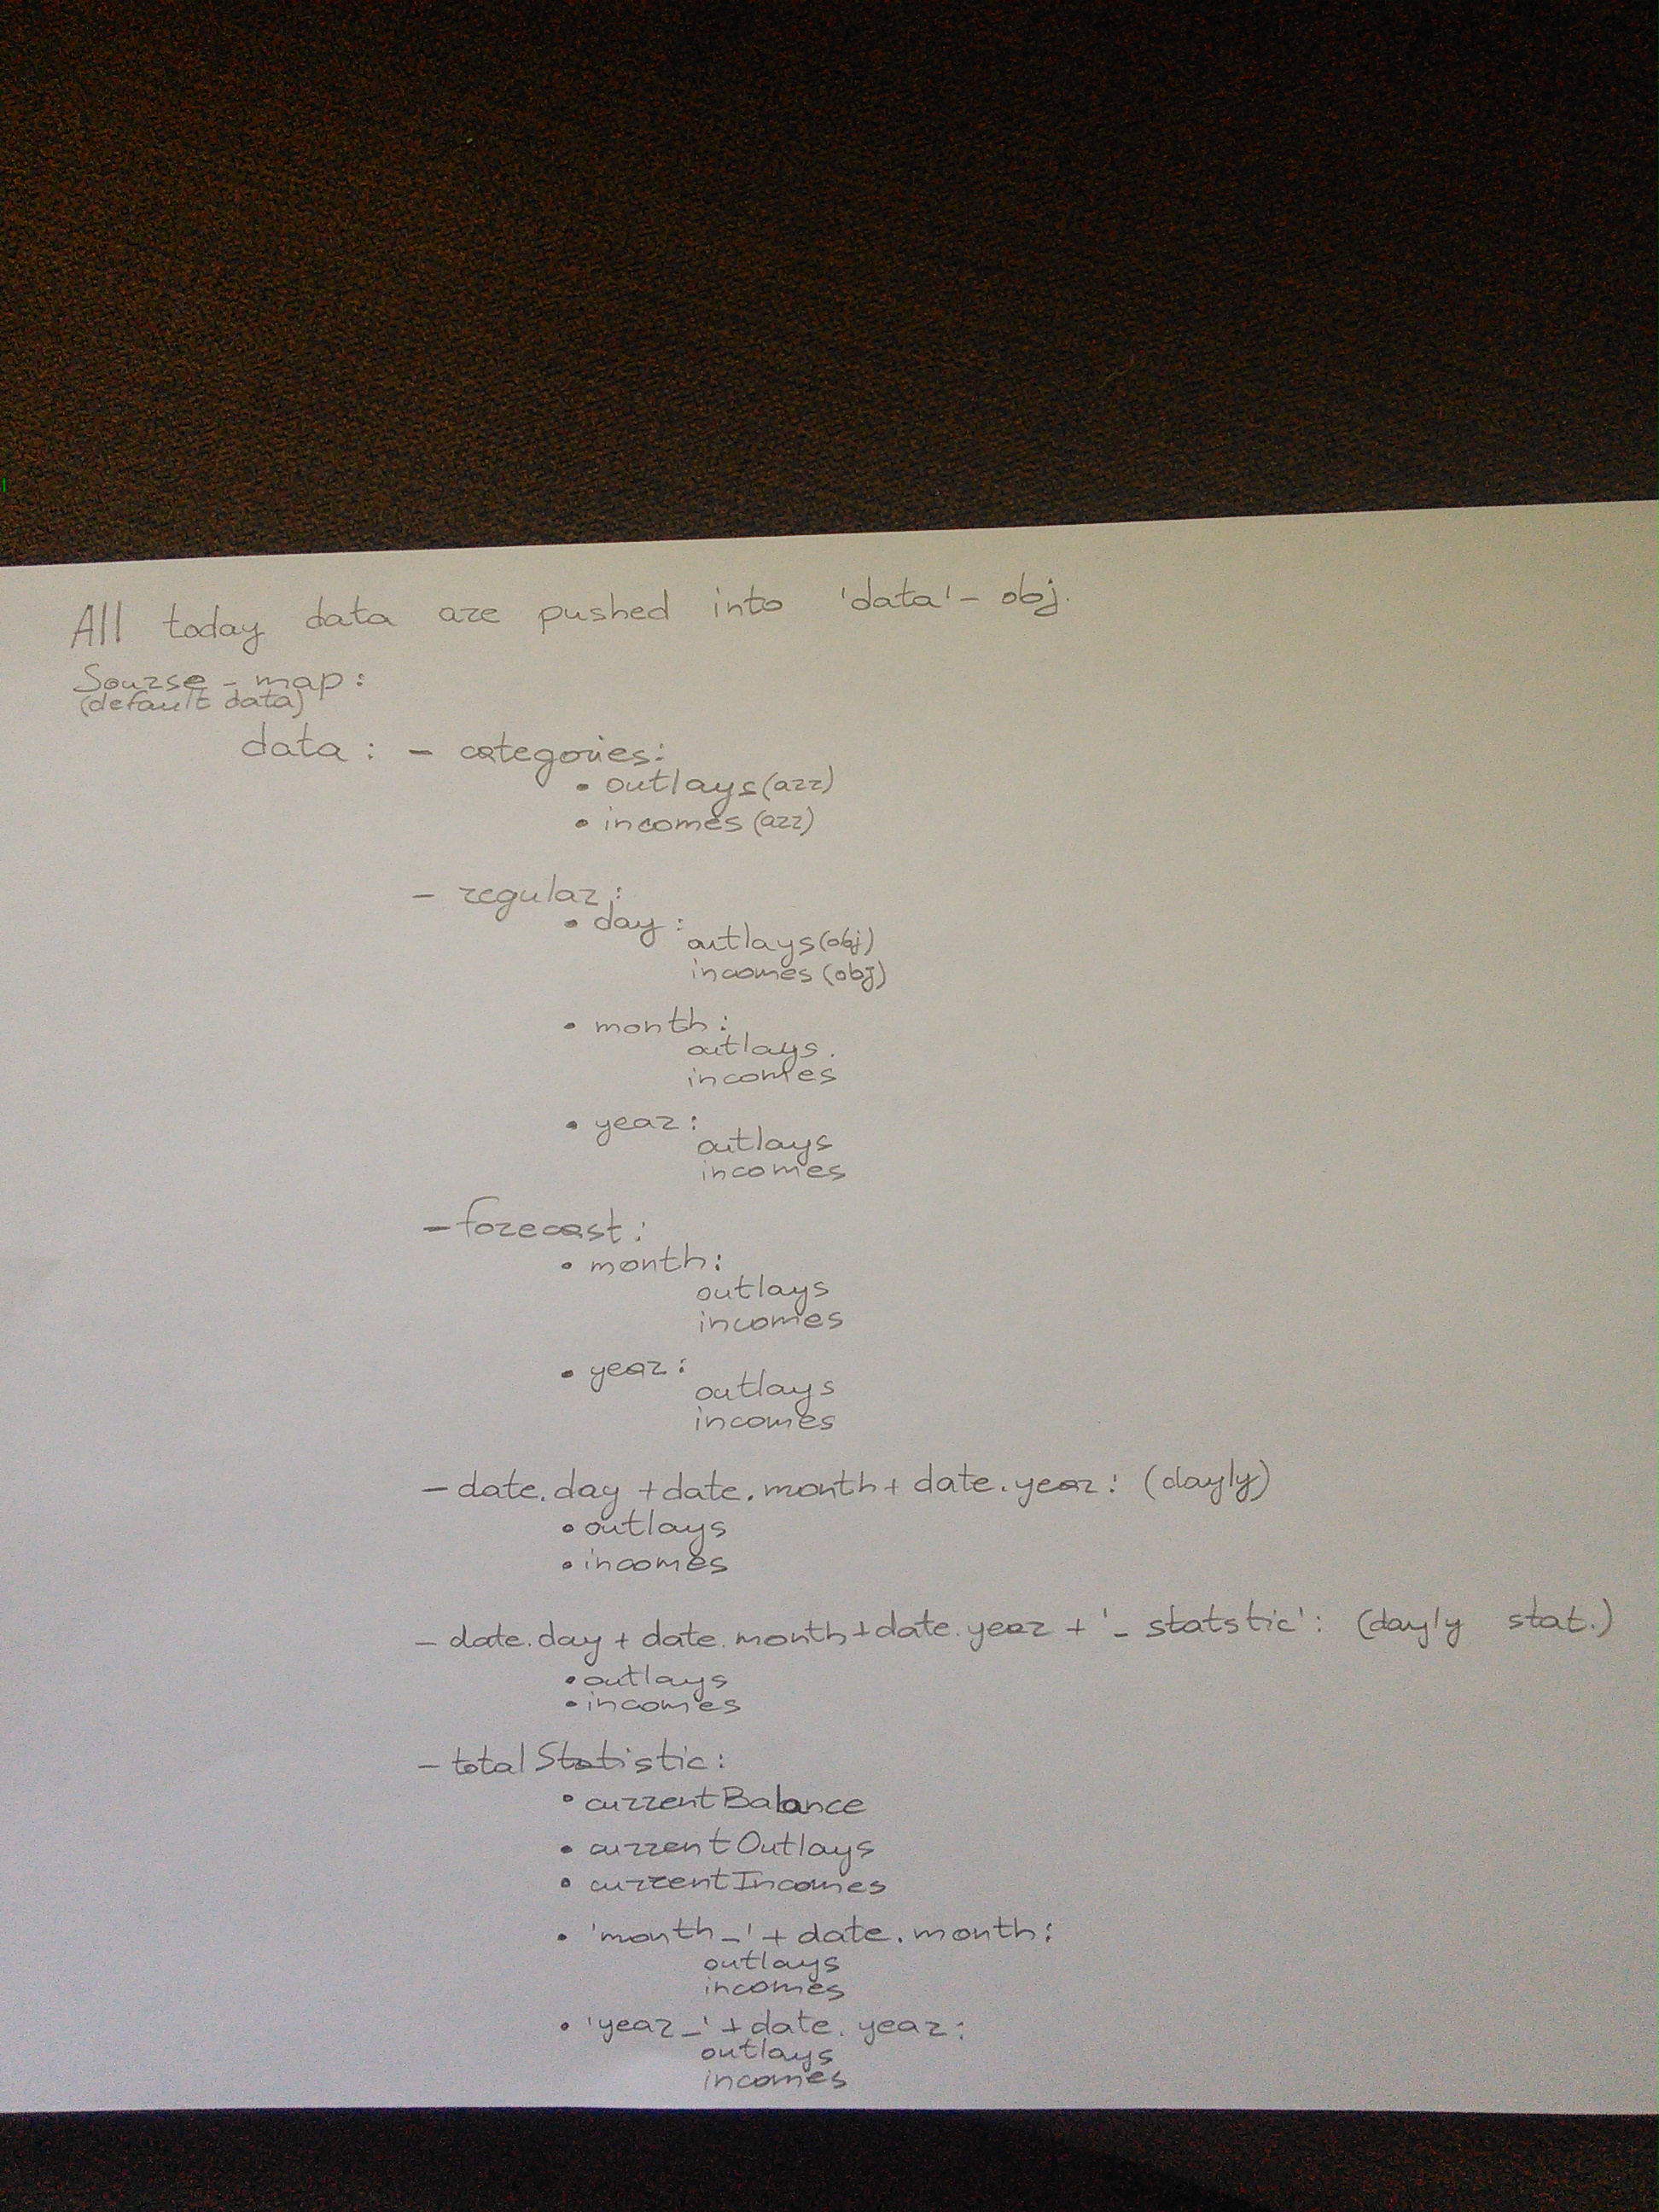 All today data are pushed into 'data'- obj.
Sourse - map:
(default data)
data: - categories:
• outlays (arr)
• incomes (arr)
- regular:
• day:
outlays (obj)
incomes (obj)
• month:
outlays.
incomes
• year:
outlays
incomes
- forecast:
• month:
outlays
incomes
• year:
outlays
incomes
- date.day + date.month + date.year: (dayly)
• outlays
• incomes
- date.day + date.month + date.year + '_statstic': (dayly stat.)
• outlays
• incomes
- totalStatistic:
• currentBalance
• currentOutlays
• currentIncomes
• 'month_' + date.month:
outlays
incomes
• 'year_' + date.year:
outlays
incomes